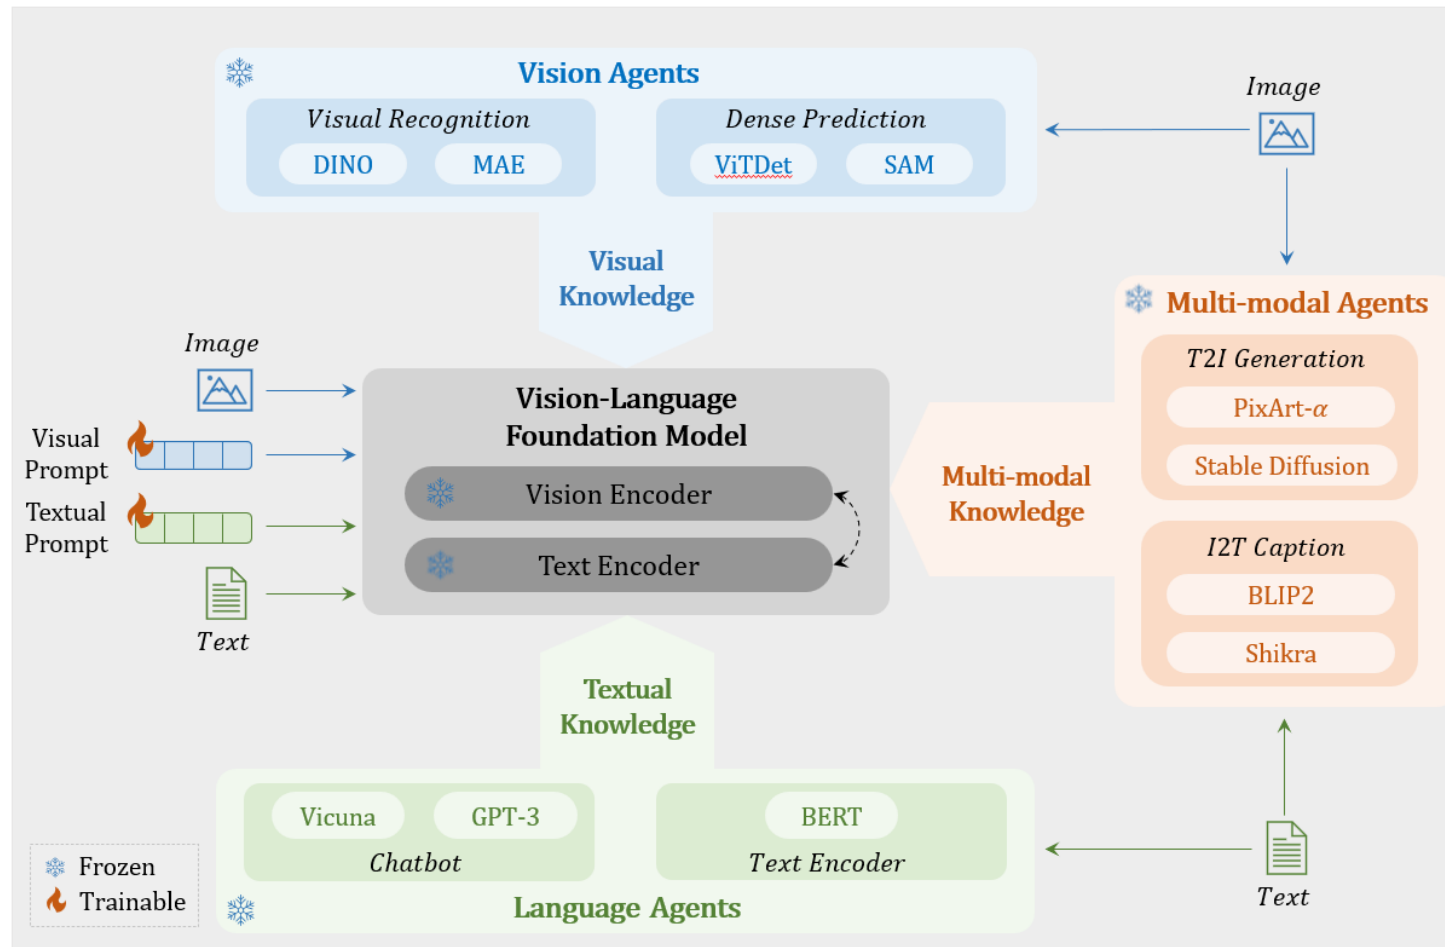 Vision Agents
Visual Recognition
DINO
MAE
Dense Prediction
ViTDet
SAM
Image
Visual
Knowledge
Multi-modal Agents
T2I Generation
PixArt-α
Stable Diffusion
I2T Caption
BLIP2
Shikra
Multi-modal
Knowledge
Image
Visual
Prompt
Textual
Prompt
Text
Vision-Language
Foundation Model
Vision Encoder
Text Encoder
Textual
Knowledge
Vicuna
GPT-3
Chatbot
BERT
Text Encoder
Language Agents
Text
Frozen
Trainable